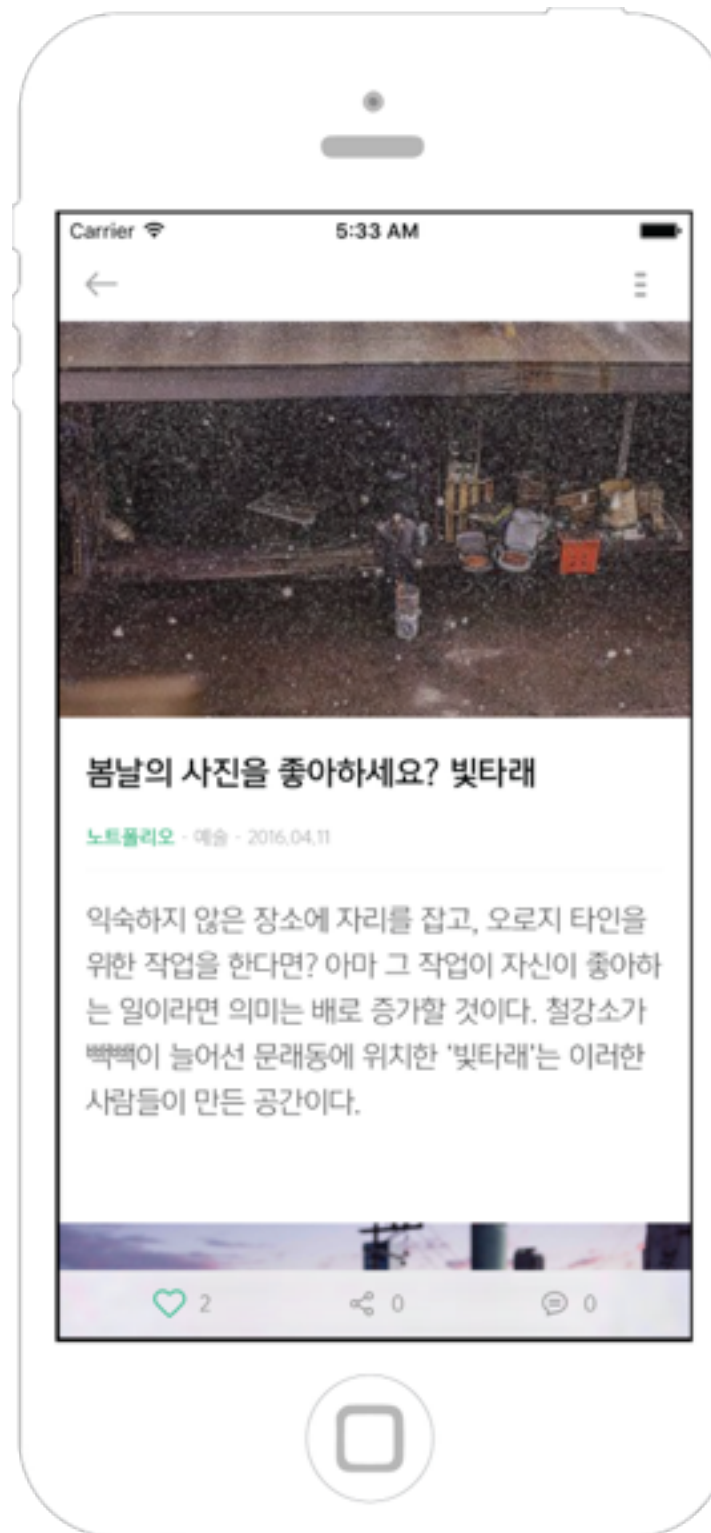 Carrier
5:33 AM
봄날의 사진을 좋아하세요? 빛타래
노트폴리오 · 예술 · 2016.04.11
익숙하지 않은 장소에 자리를 잡고, 오로지 타인을
위한 작업을 한다면? 아마 그 작업이 자신이 좋아하
는 일이라면 의미는 배로 증가할 것이다. 철강소가
빽빽이 늘어선 문래동에 위치한 '빛타래'는 이러한
사람들이 만든 공간이다.
2
0
0